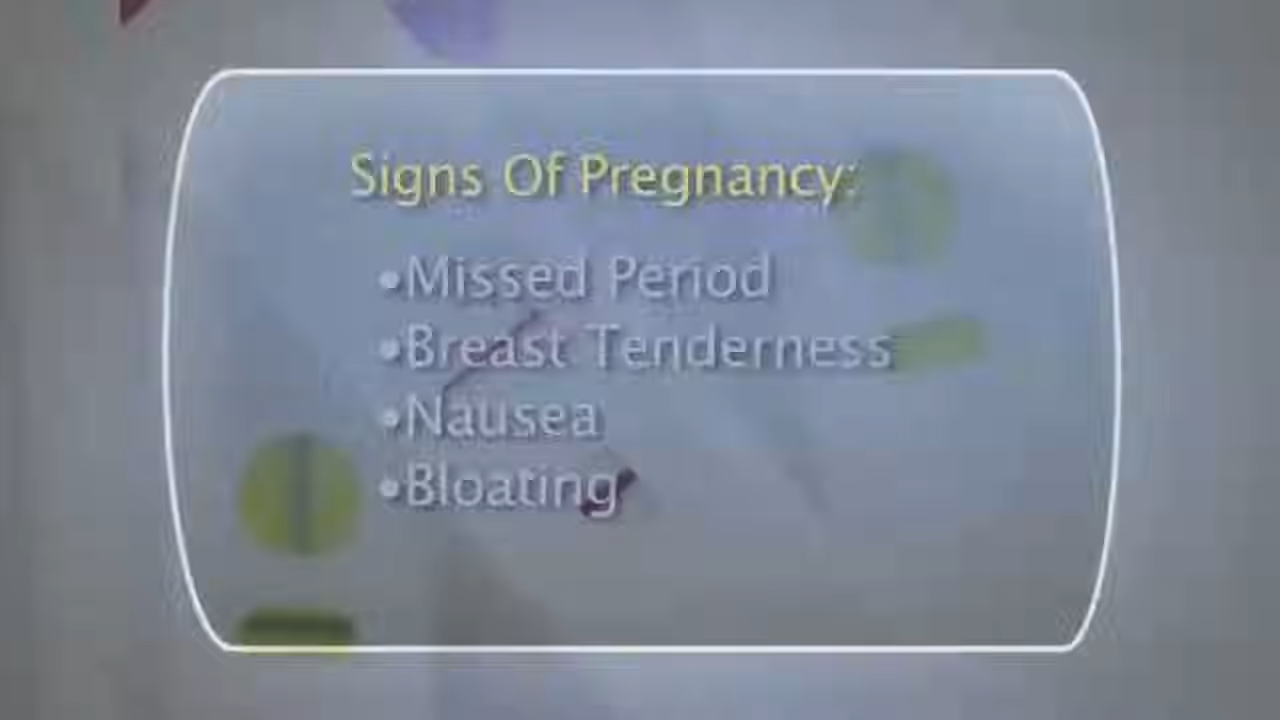 Signs Of Pregnancy:
•Missed Period
•Breast Tenderness
•Nausea
•Bloating